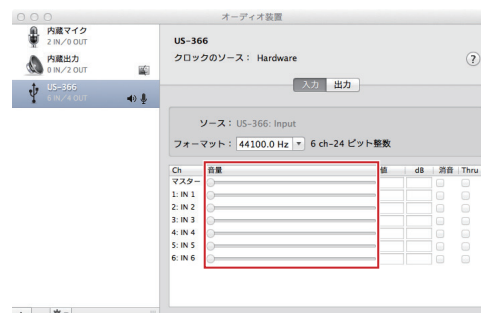 オーディオ装置
内蔵マイク
2 IN/0 OUT
内蔵出力
0 IN/2 OUT
US-366
6 IN/4 OUT
US-366
クロックのソース： Hardware
?
入力 出力
ソース： US-366: Input
フォーマット： 44100.0 Hz 6 ch-24 ビット整数
Ch 音量 値 dB 消音 Thru
マスター
1: IN 1
2: IN 2
3: IN 3
4: IN 4
5: IN 5
6: IN 6